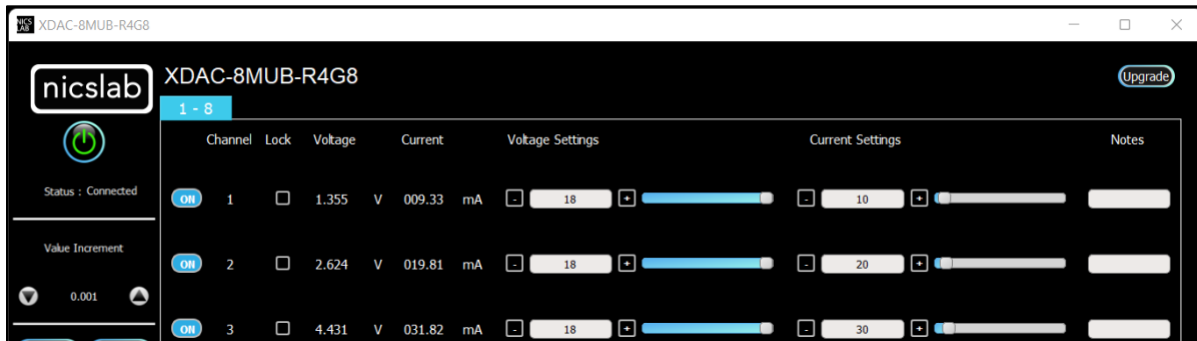 NICS LAB XDAC-8MUB-R4G8
nicslab
XDAC-8MUB-R4G8
Upgrade
1 - 8
Channel Lock Voltage Current Voltage Settings Current Settings Notes
Status : Connected
ON 1 1.355 V 009.33 mA - 18 + - 10 +
Value Increment
ON 2 2.624 V 019.81 mA - 18 + - 20 +
0.001
ON 3 4.431 V 031.82 mA - 18 + - 30 +